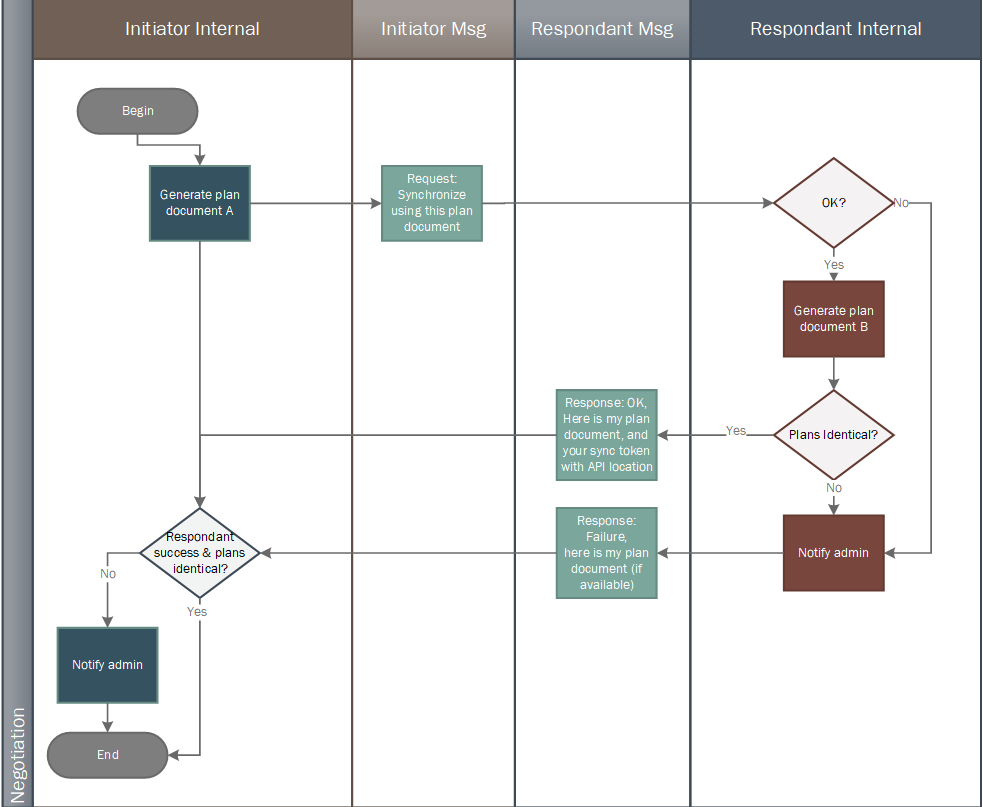 Initiator Internal
Initiator Msg
Respondant Msg
Respondant Internal
Negotiation
Begin
Generate plan
document A
Request:
Synchronize
using this plan
document
OK?
No
Yes
Generate plan
document B
Plans Identical?
Yes
No
Response: OK,
Here is my plan
document, and
your sync token
with API location
Notify admin
Response:
Failure,
here is my plan
document (if
available)
Respondant
success & plans
identical?
No
Yes
Notify admin
End